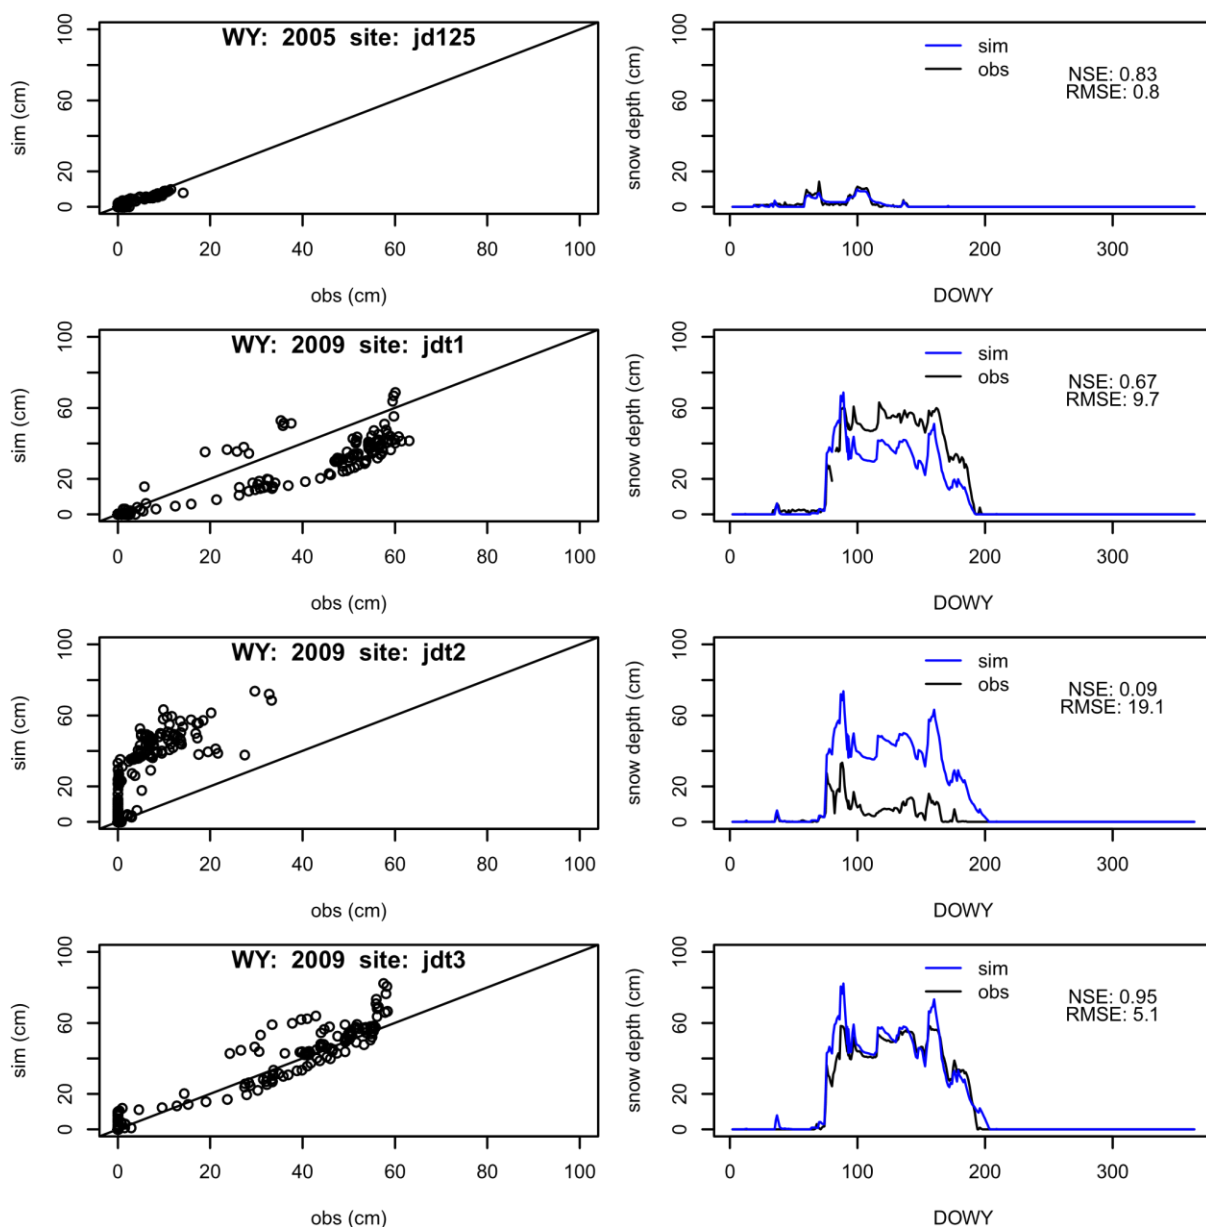 WY: 2005 site: jd125
sim (cm)
0 20 60 100
0 20 40 60 80 100
obs (cm)
snow depth (cm)
0 20 60 100
sim
obs
NSE: 0.83
RMSE: 0.8
0 100 200 300
DOWY
WY: 2009 site: jdt1
sim (cm)
0 20 60 100
0 20 40 60 80 100
obs (cm)
snow depth (cm)
0 20 60 100
sim
obs
NSE: 0.67
RMSE: 9.7
0 100 200 300
DOWY
WY: 2009 site: jdt2
sim (cm)
0 20 60 100
0 20 40 60 80 100
obs (cm)
snow depth (cm)
0 20 60 100
sim
obs
NSE: 0.09
RMSE: 19.1
0 100 200 300
DOWY
WY: 2009 site: jdt3
sim (cm)
0 20 60 100
0 20 40 60 80 100
obs (cm)
snow depth (cm)
0 20 60 100
sim
obs
NSE: 0.95
RMSE: 5.1
0 100 200 300
DOWY